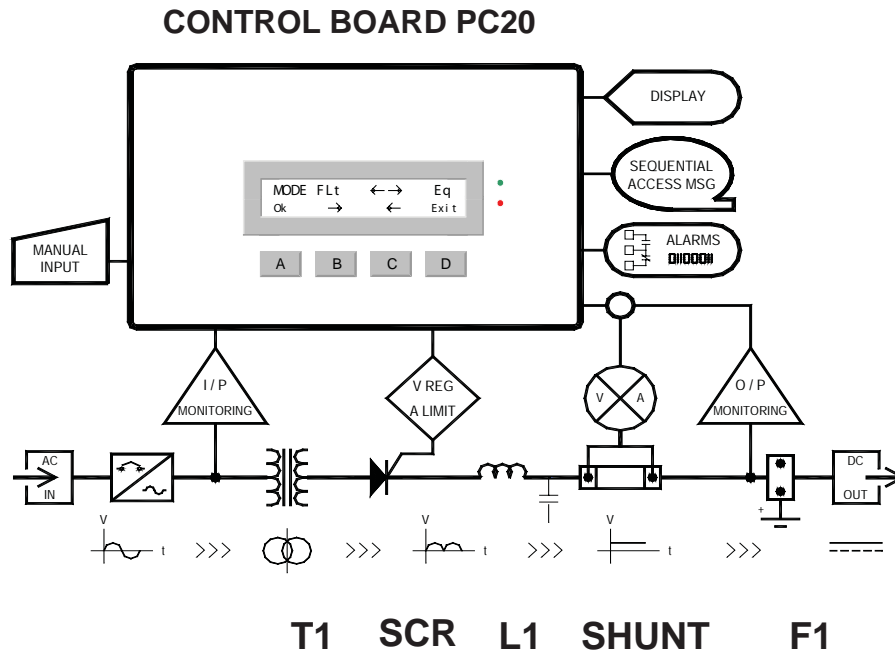 CONTROL BOARD PC20
DISPLAY
SEQUENTIAL
ACCESS MSG
MODE FLt ←→ Eq
Ok → ← Exit
MANUAL
INPUT
ALARMS
A B C D
I / P
MONITORING
V REG
A LIMIT
V A
O / P
MONITORING
AC
IN
DC
OUT
+
V
t
>>>
>>>
V
t
>>>
V
t
>>>
T1 SCR L1 SHUNT F1